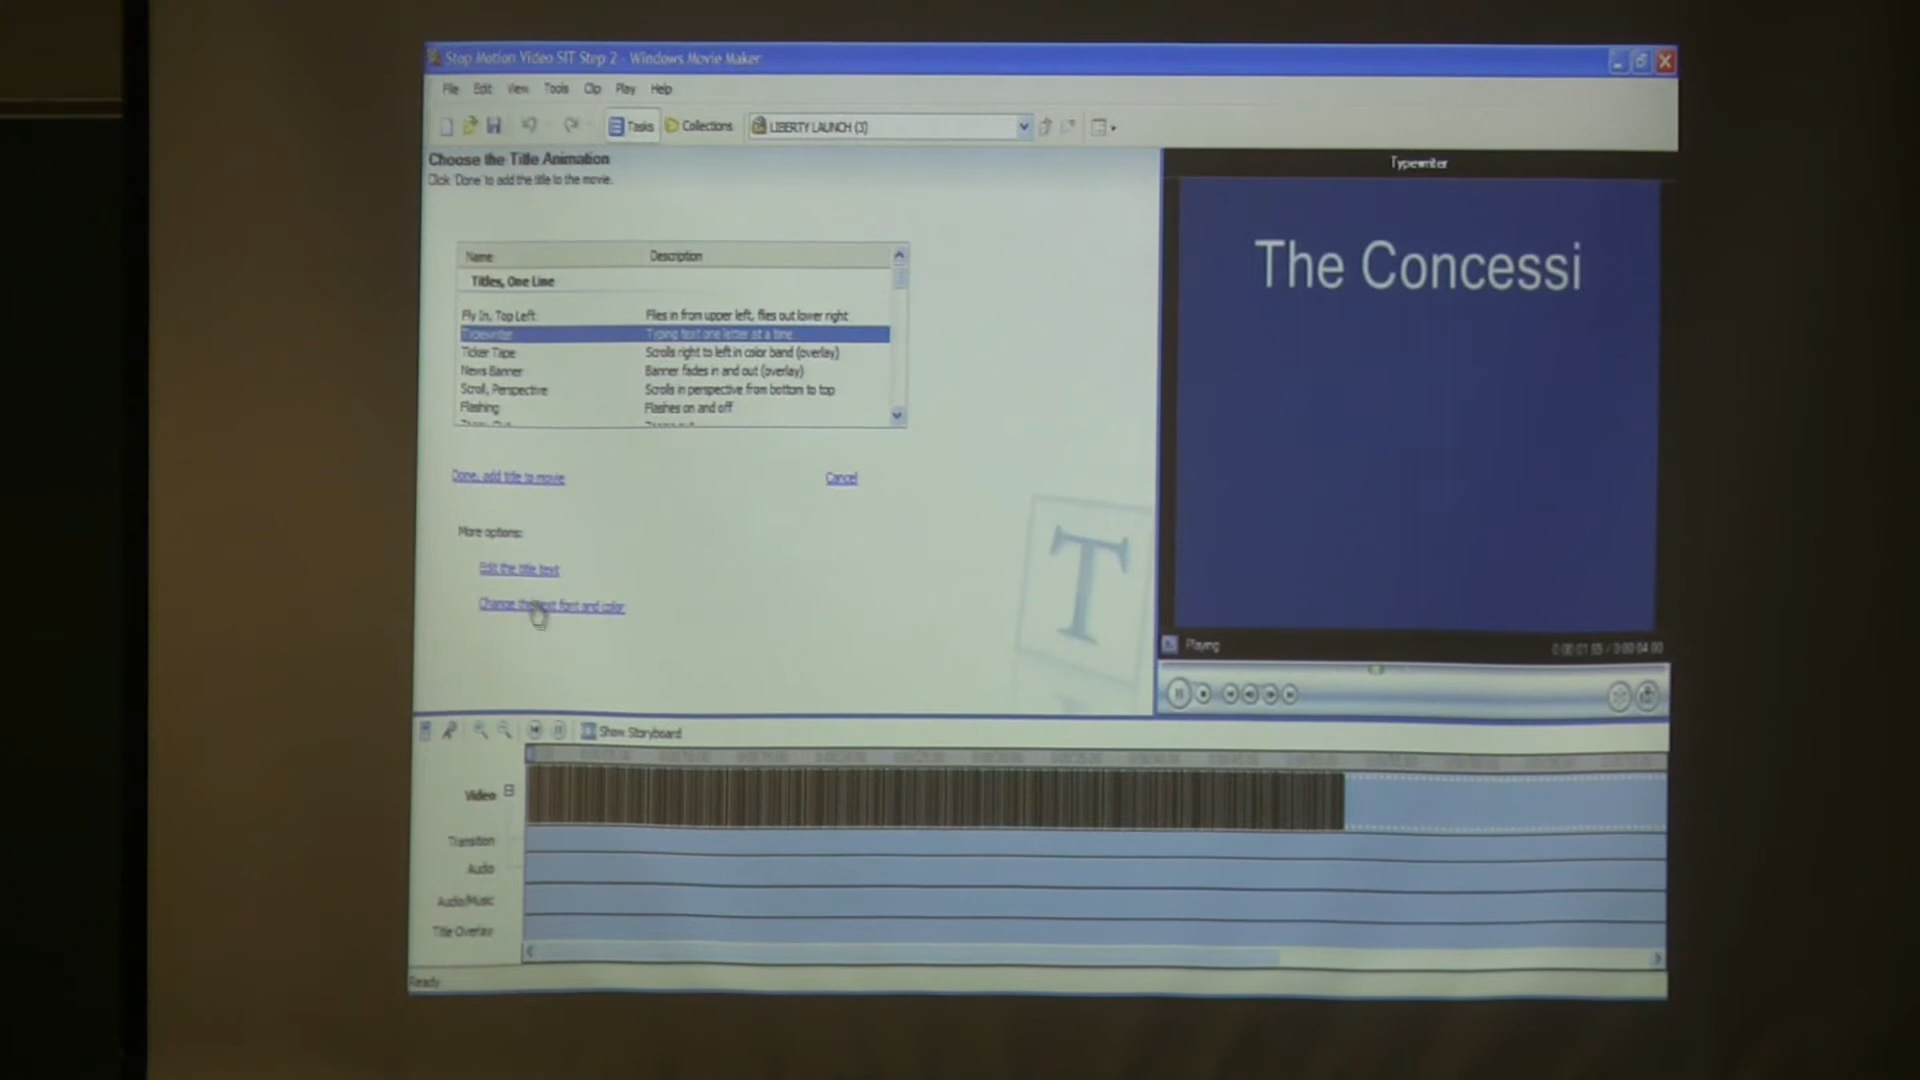 Stop Motion Video SIT Step 2 - Windows Movie Maker
File Edit View Tools Clip Play Help
Tasks Collections LIBERTY LAUNCH (3)
Choose the Title Animation
Click 'Done' to add the title to the movie.
Name Description
Titles, One Line
Fly In, Top Left Flies in from upper left, flies out lower right
Typewriter Typing text one letter at a time
Ticker Tape Scrolls right to left in color band (overlay)
News Banner Banner fades in and out (overlay)
Scroll, Perspective Scrolls in perspective from bottom to top
Flashing Flashes on and off
Done, add title to movie Cancel
More options:
Edit the title text
Change the text font and color
T
Typewriter
The Concessi
Playing
Show Storyboard
Video
Transition
Audio
Audio/Music
Title Overlay
Ready